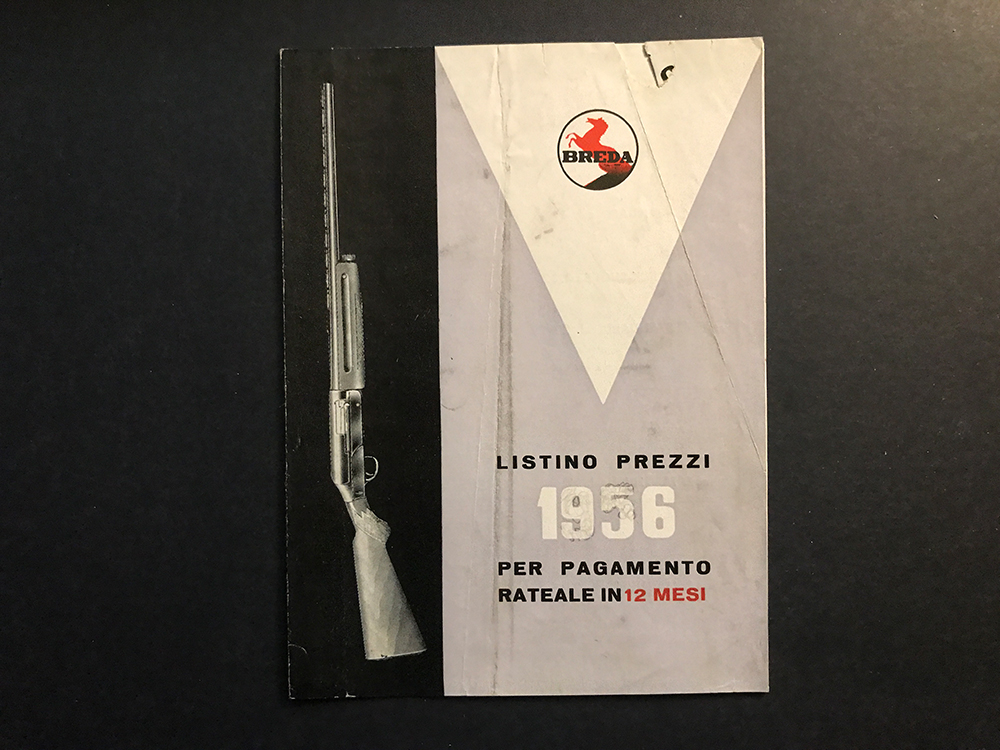 BREDA
LISTINO PREZZI
1956
PER PAGAMENTO
RATEALE IN 12 MESI